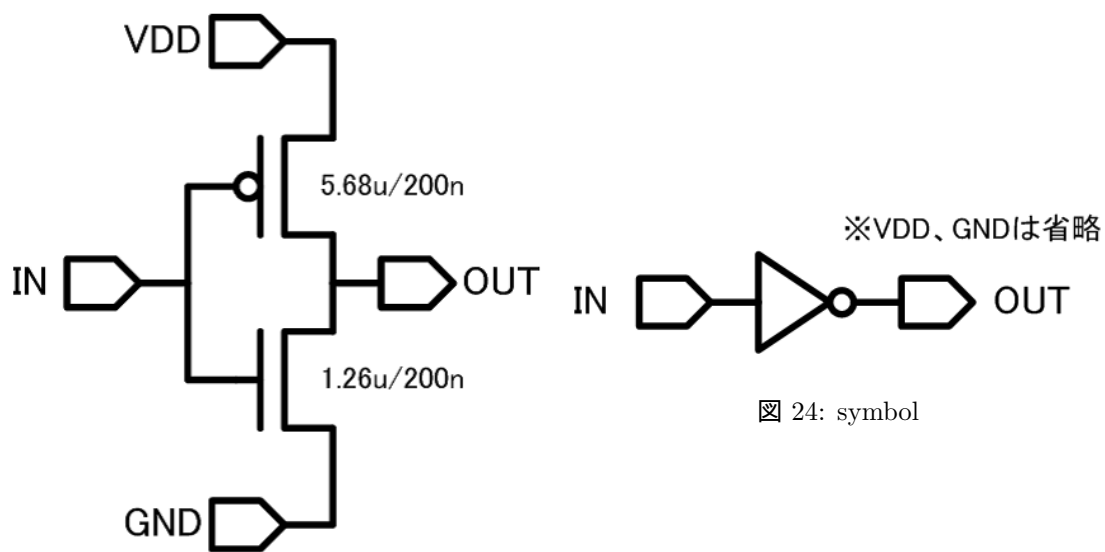 VDD
5.68u/200n
IN
OUT
1.26u/200n
GND
※VDD、GNDは省略
IN
OUT
図 24: symbol